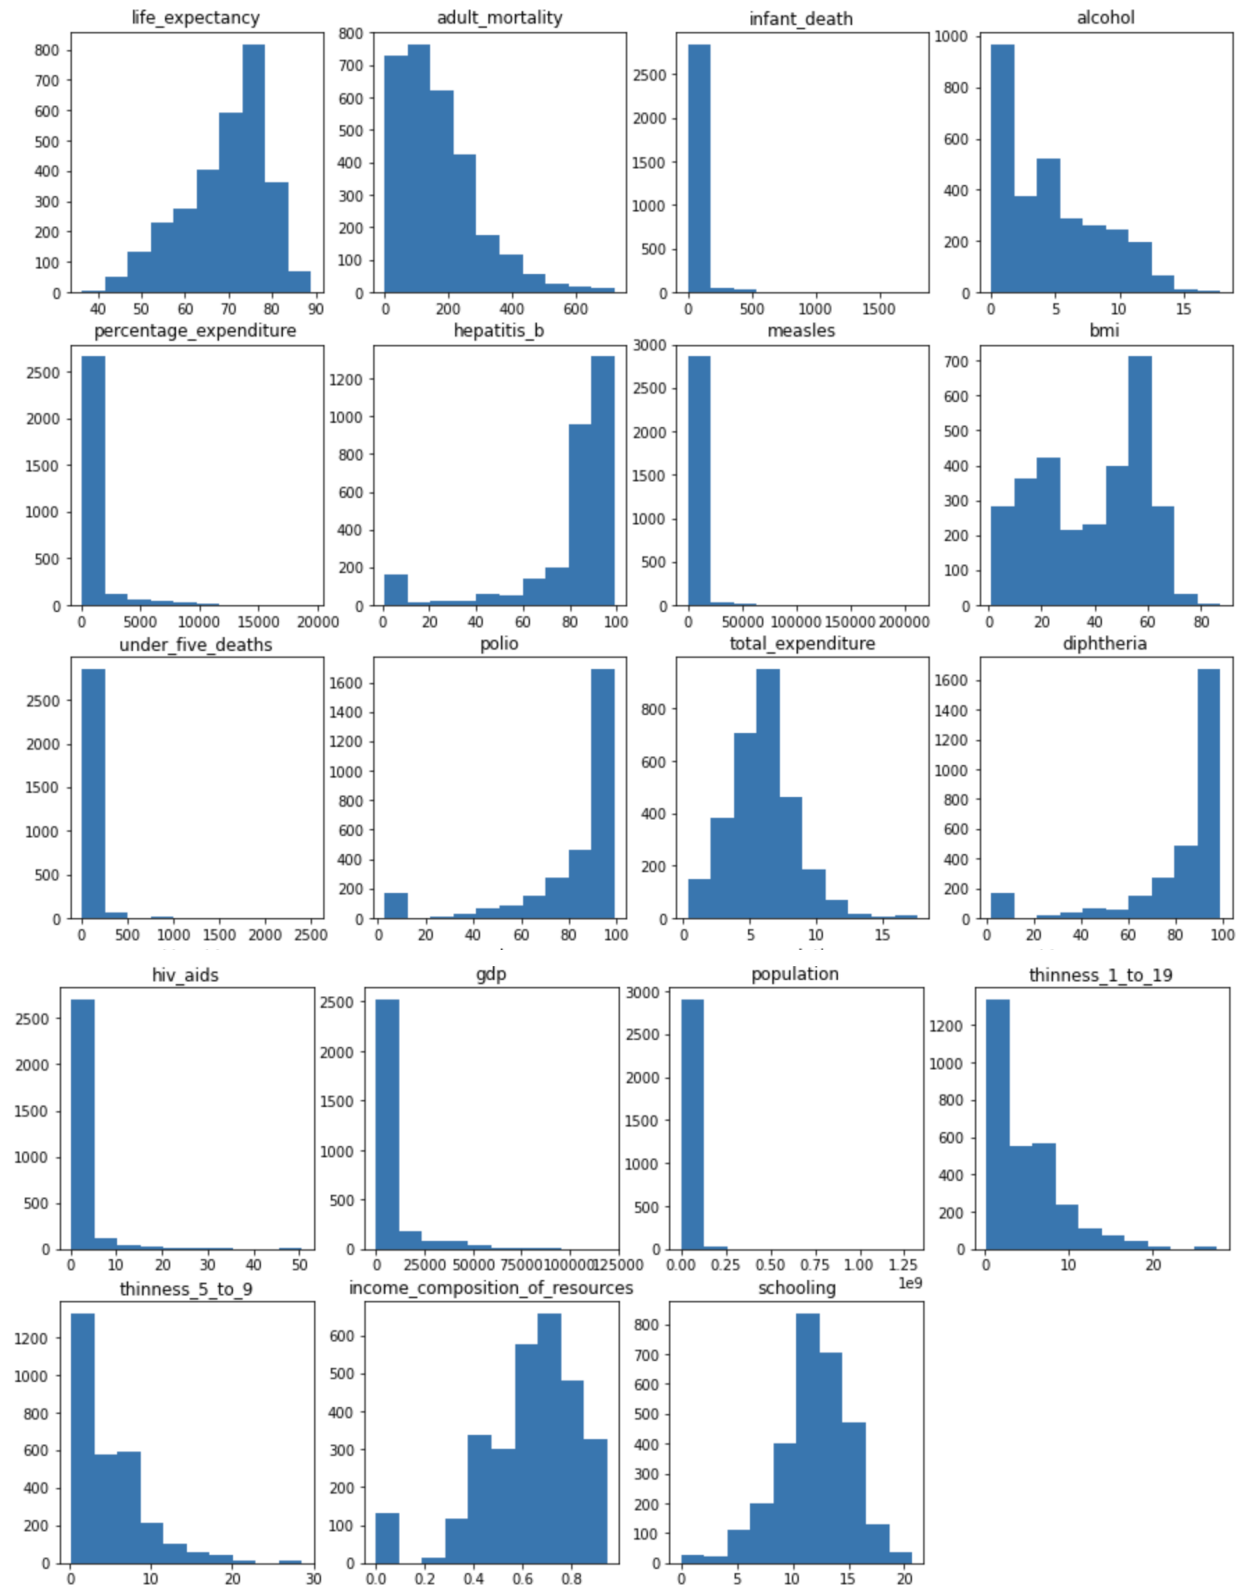 life_expectancy adult_mortality infant_death alcohol
800 700 600 500 400 300 200 100 0
40 50 60 70 80 90
800 700 600 500 400 300 200 100 0
0 200 400 600
2500 2000 1500 1000 500 0
0 500 1000 1500
1000 800 600 400 200 0
0 5 10 15
percentage_expenditure hepatitis_b measles bmi
2500 2000 1500 1000 500 0
0 5000 10000 15000 20000
1200 1000 800 600 400 200 0
0 20 40 60 80 100
3000 2500 2000 1500 1000 500 0
0 50000 100000 150000 200000
700 600 500 400 300 200 100 0
0 20 40 60 80
under_five_deaths polio total_expenditure diphtheria
2500 2000 1500 1000 500 0
0 500 1000 1500 2000 2500
1600 1400 1200 1000 800 600 400 200 0
0 20 40 60 80 100
800 600 400 200 0
0 5 10 15
1600 1400 1200 1000 800 600 400 200 0
0 20 40 60 80 100
hiv_aids gdp population thinness_1_to_19
2500 2000 1500 1000 500 0
0 10 20 30 40 50
2500 2000 1500 1000 500 0
0 25000 50000 75000 100000 125000
3000 2500 2000 1500 1000 500 0
0.00 0.25 0.50 0.75 1.00 1.25
1e9
1200 1000 800 600 400 200 0
0 10 20
thinness_5_to_9 income_composition_of_resources schooling
1200 1000 800 600 400 200 0
0 10 20 30
600 500 400 300 200 100 0
0.0 0.2 0.4 0.6 0.8
800 700 600 500 400 300 200 100 0
0 5 10 15 20